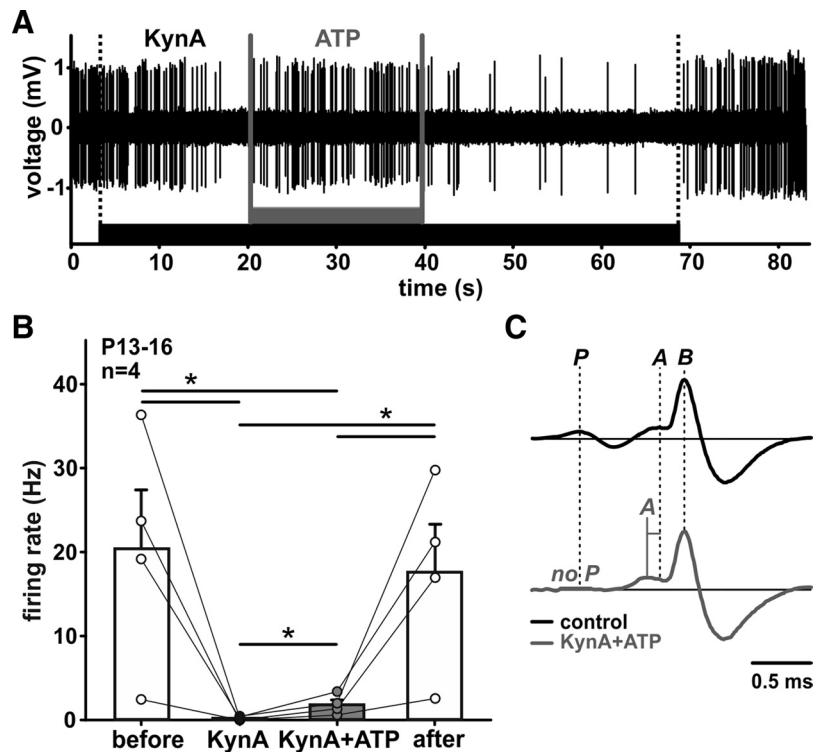 A
KynA
ATP
voltage (mV)
1
0
-1
0 10 20 30 40 50 60 70 80
time (s)
B
P13-16
n=4
firing rate (Hz)
40
30
20
10
0
*
*
*
before KynA KynA+ATP after
C
P A B
A
no P
control
KynA+ATP
0.5 ms